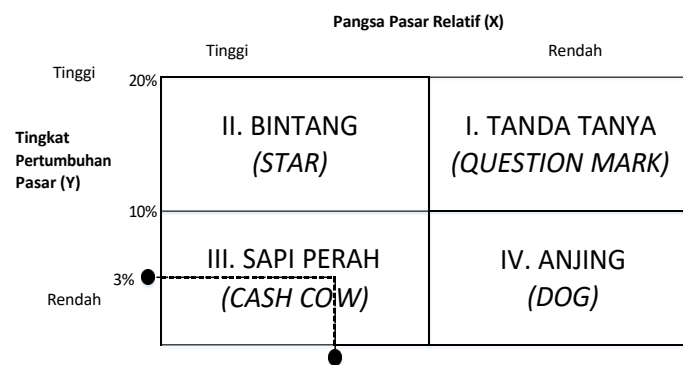 Pangsa Pasar Relatif (X)
Tinggi
Rendah
Tinggi
20%
II. BINTANG
(STAR)
I. TANDA TANYA
(QUESTION MARK)
Tingkat
Pertumbuhan
Pasar (Y)
10%
III. SAPI PERAH
(CASH COW)
IV. ANJING
(DOG)
3%
Rendah